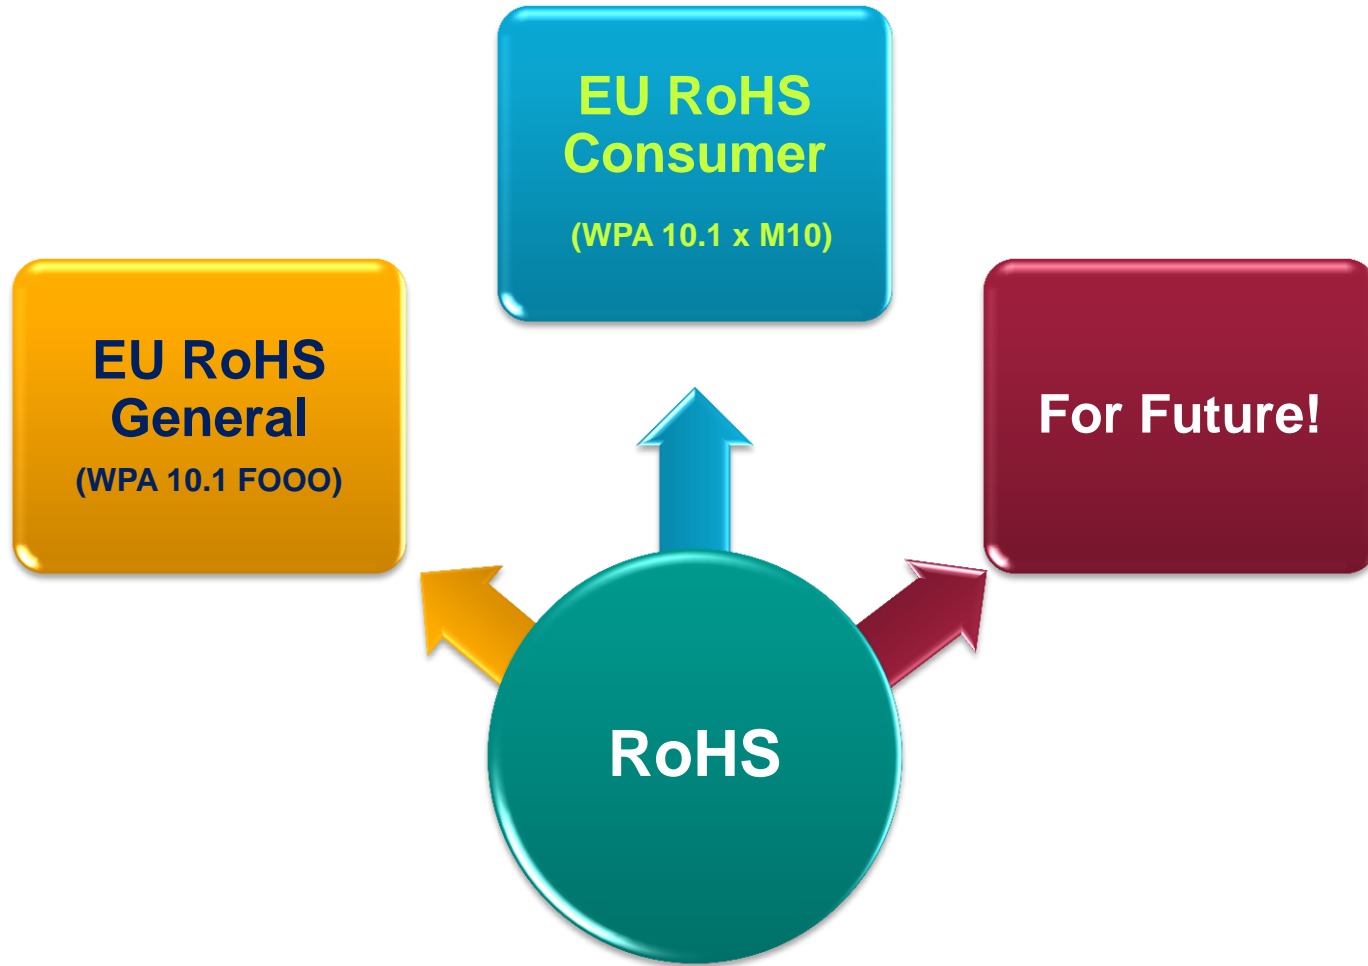 EU RoHS
Consumer
(WPA 10.1 x M10)
EU RoHS
General
(WPA 10.1 FOOO)
For Future!
RoHS